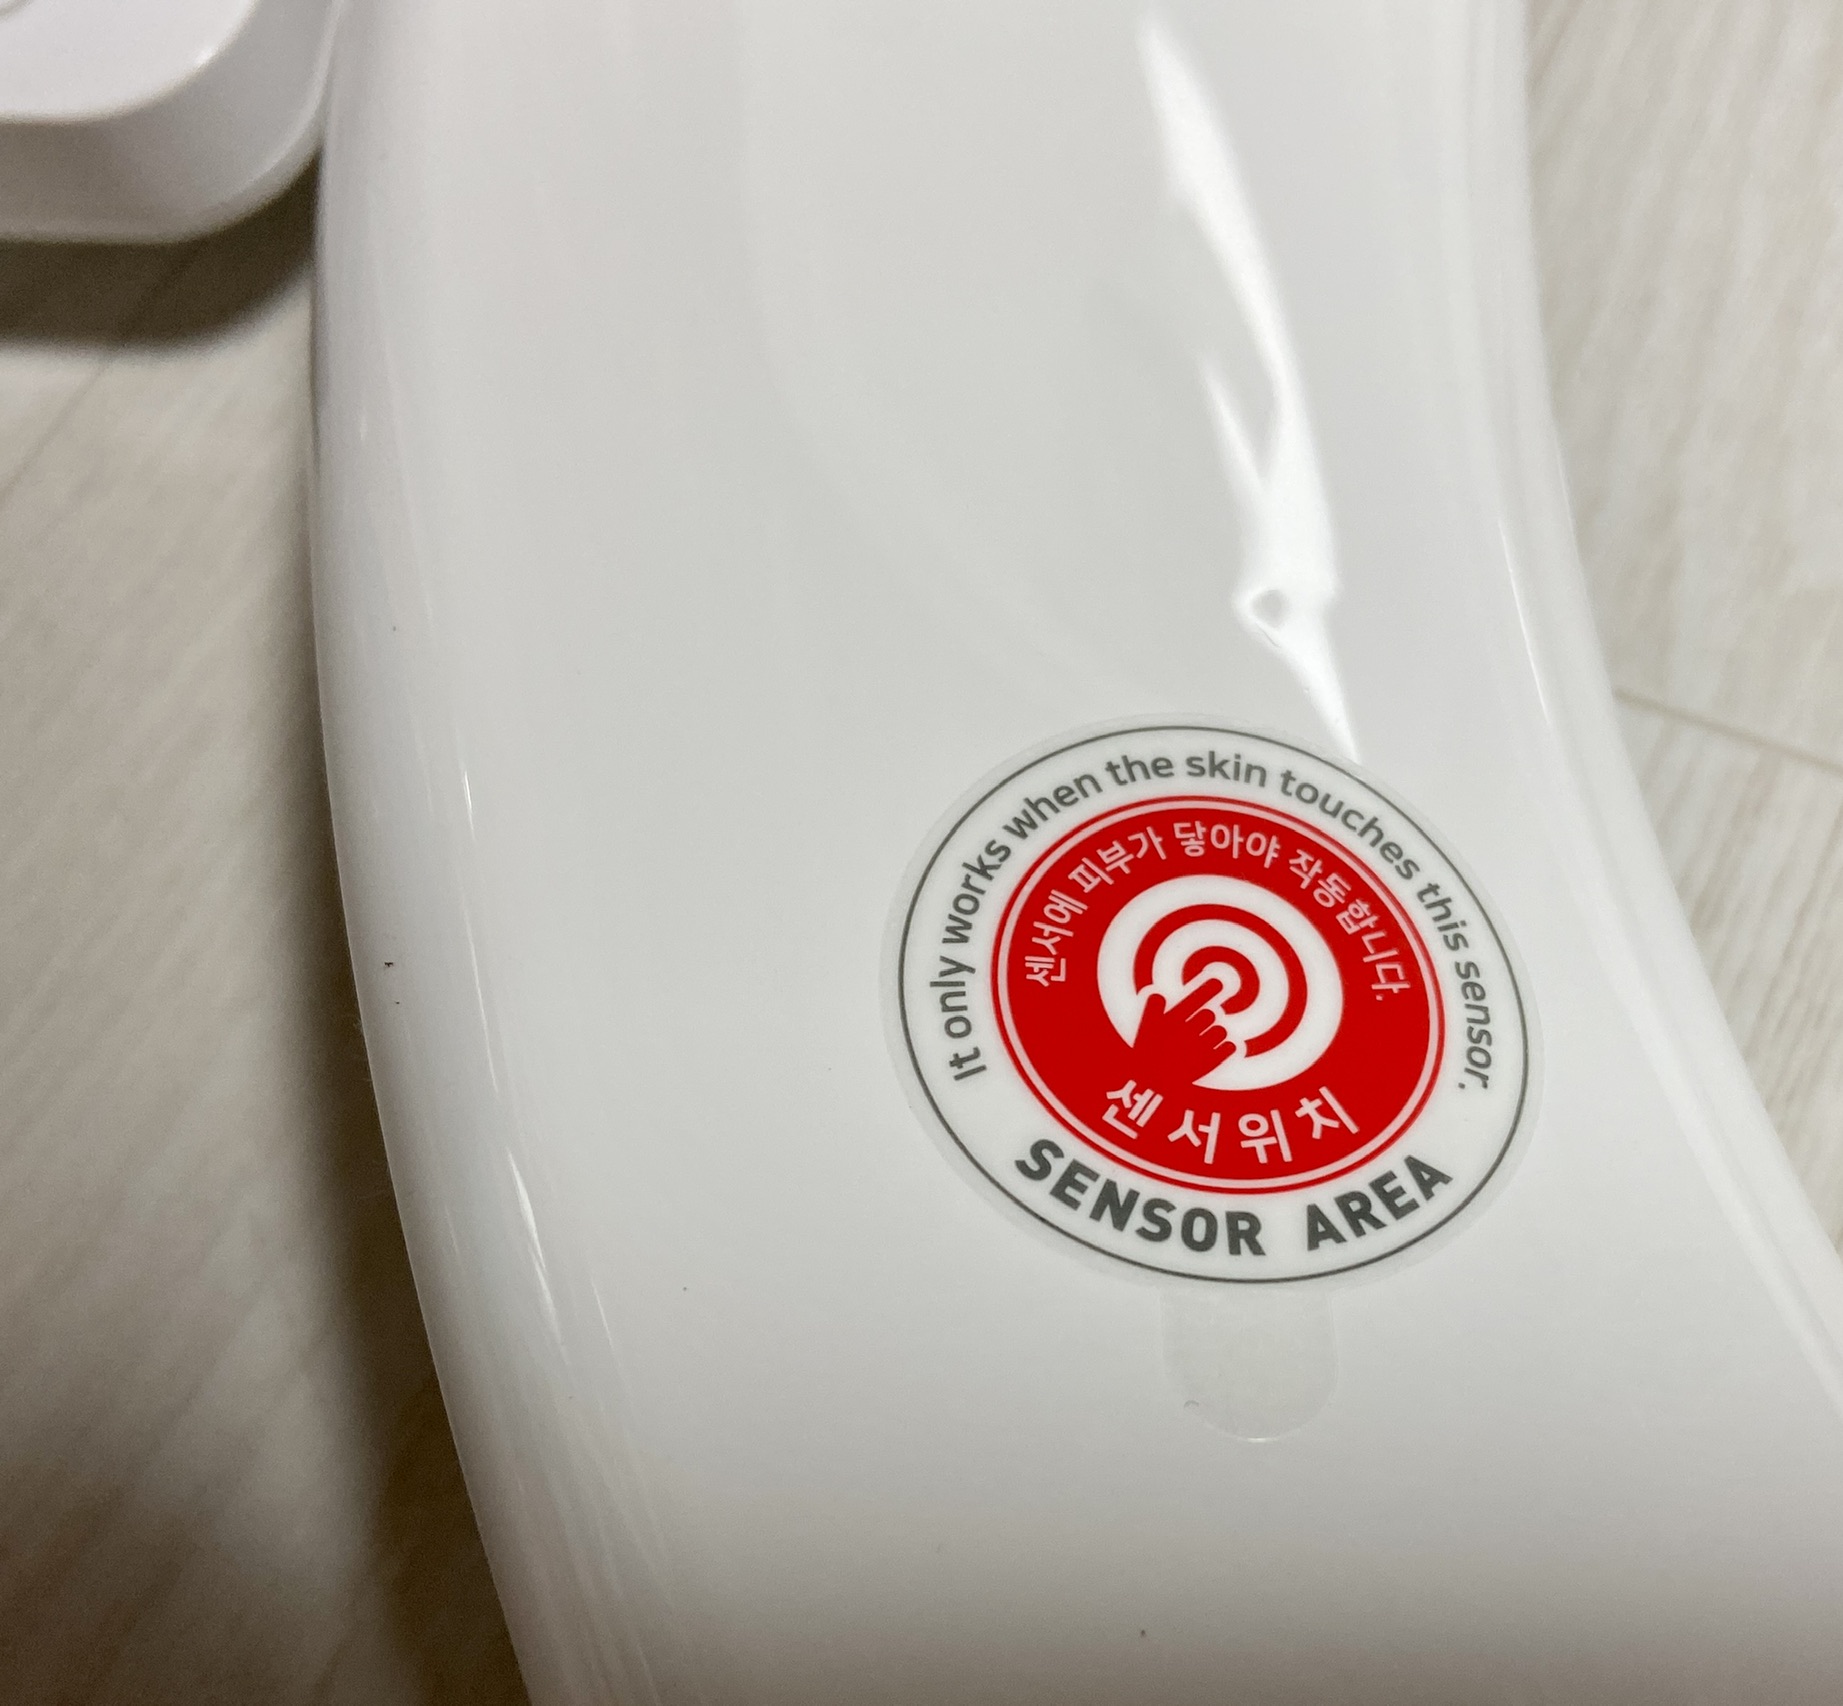 It only works when the skin touches this sensor.
센서에 피부가 닿아야 작동합니다.
센서위치
SENSOR AREA